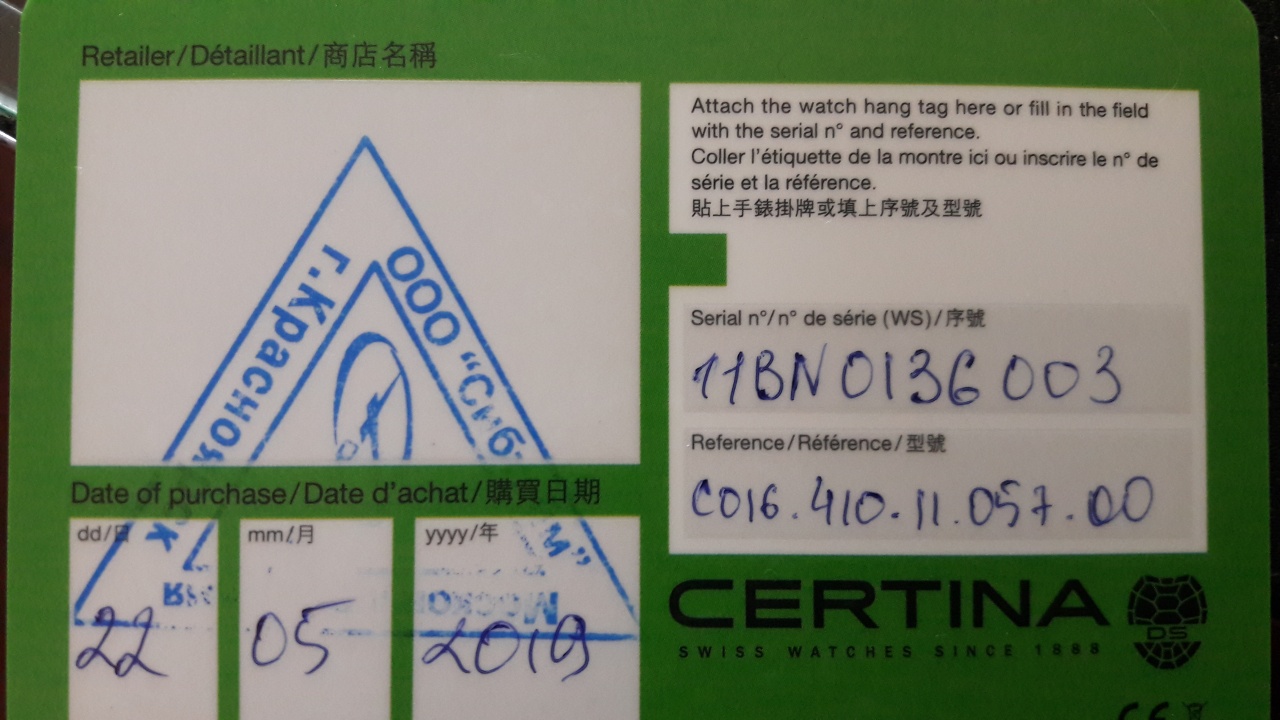 Retailer/Détaillant/商店名稱
г. Красноя
ООО "Сиб
М"
Date of purchase/Date d'achat/購買日期
dd/日 mm/月 yyyy/年
22 05 2019
Attach the watch hang tag here or fill in the field
with the serial n° and reference.
Coller l'étiquette de la montre ici ou inscrire le n° de
série et la référence.
貼上手錶掛牌或填上序號及型號
Serial n°/n° de série (WS)/序號
11BN0136003
Reference/Référence/型號
C016.410.11.057.00
CERTINA
DS
SWISS WATCHES SINCE 1888